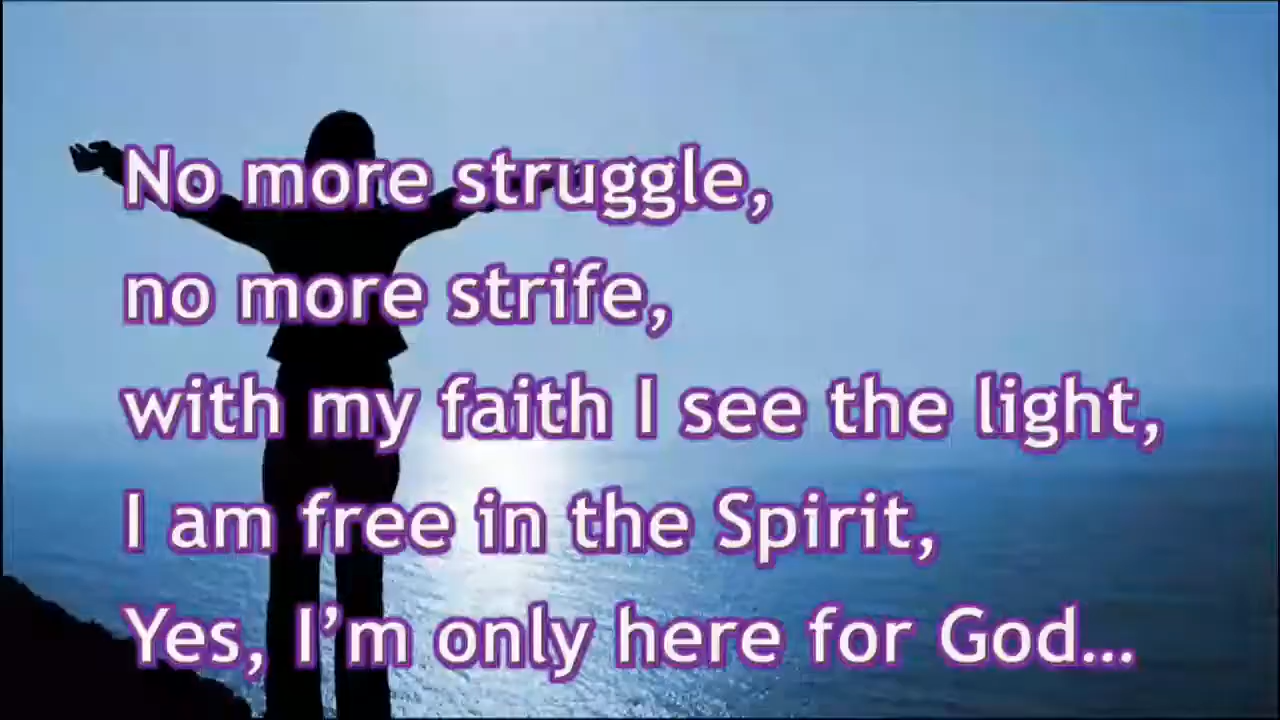 No more struggle,
no more strife,
with my faith I see the light,
I am free in the Spirit,
Yes, I’m only here for God...